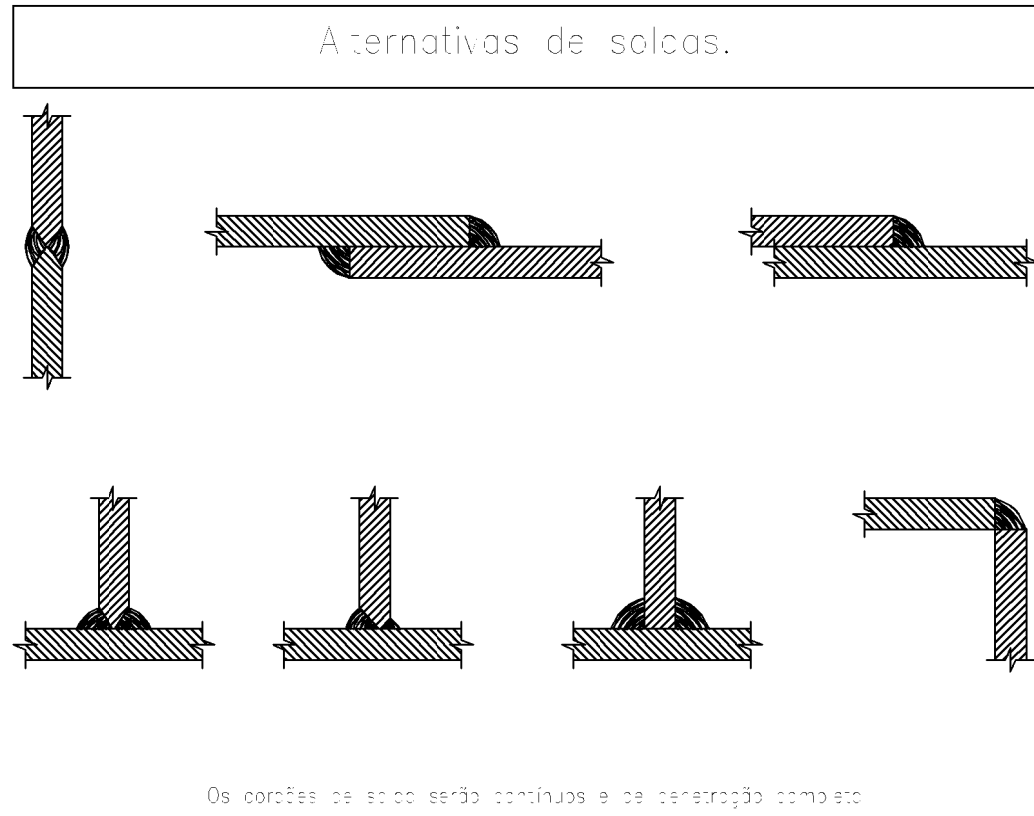 Alternativas de soldas.
Os cordões de solda serão contínuos e de penetração completa